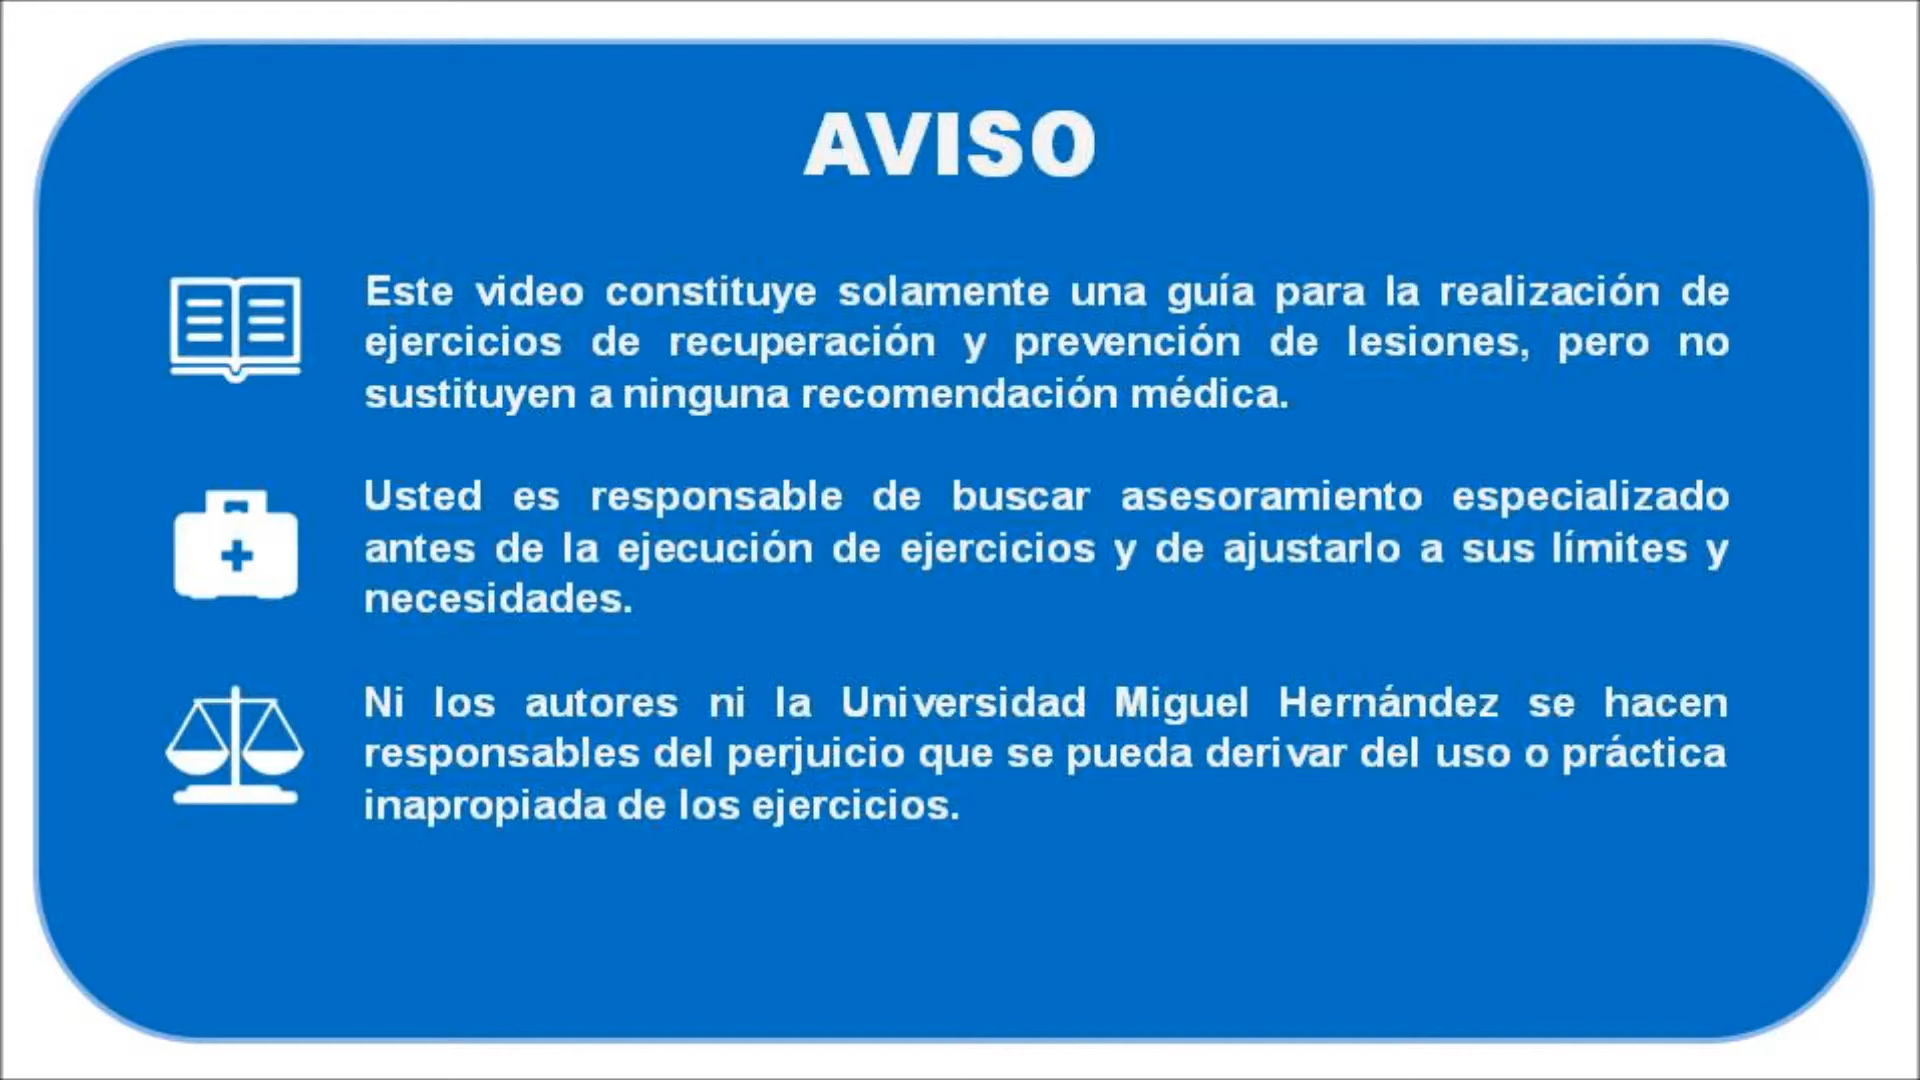 AVISO
Este video constituye solamente una guía para la realización de
ejercicios de recuperación y prevención de lesiones, pero no
sustituyen a ninguna recomendación médica.
Usted es responsable de buscar asesoramiento especializado
antes de la ejecución de ejercicios y de ajustarlo a sus límites y
necesidades.
Ni los autores ni la Universidad Miguel Hernández se hacen
responsables del perjuicio que se pueda derivar del uso o práctica
inapropiada de los ejercicios.